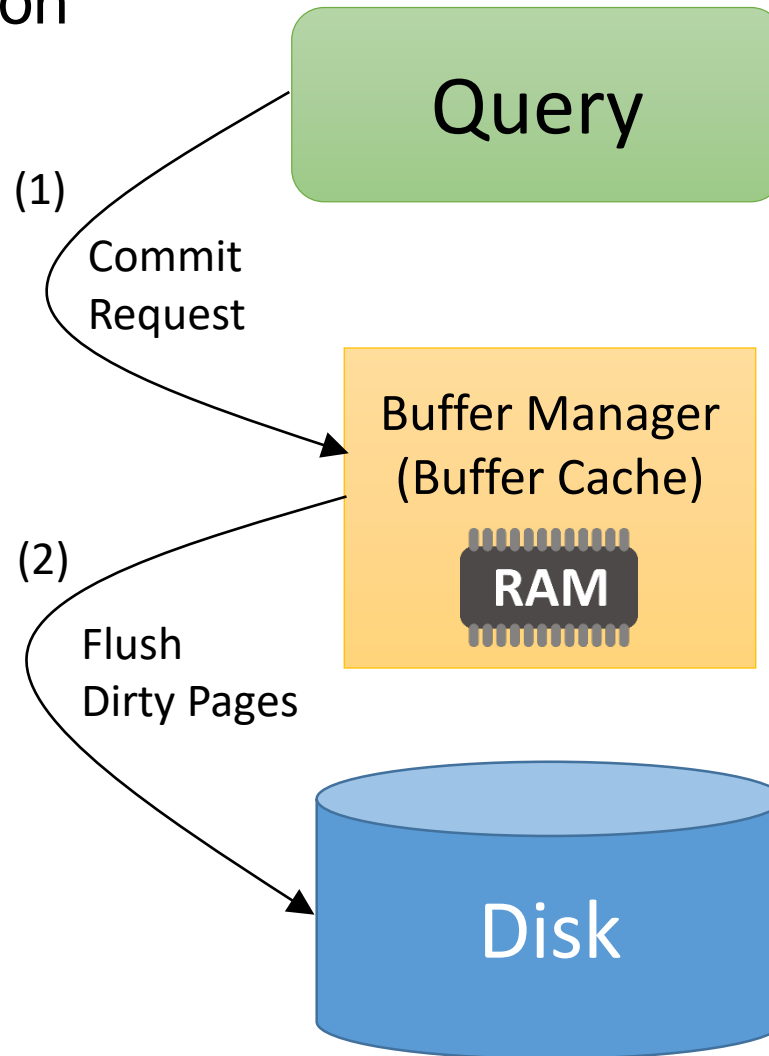 on
Query
(1)
Commit
Request
Buffer Manager
(Buffer Cache)
RAM
(2)
Flush
Dirty Pages
Disk